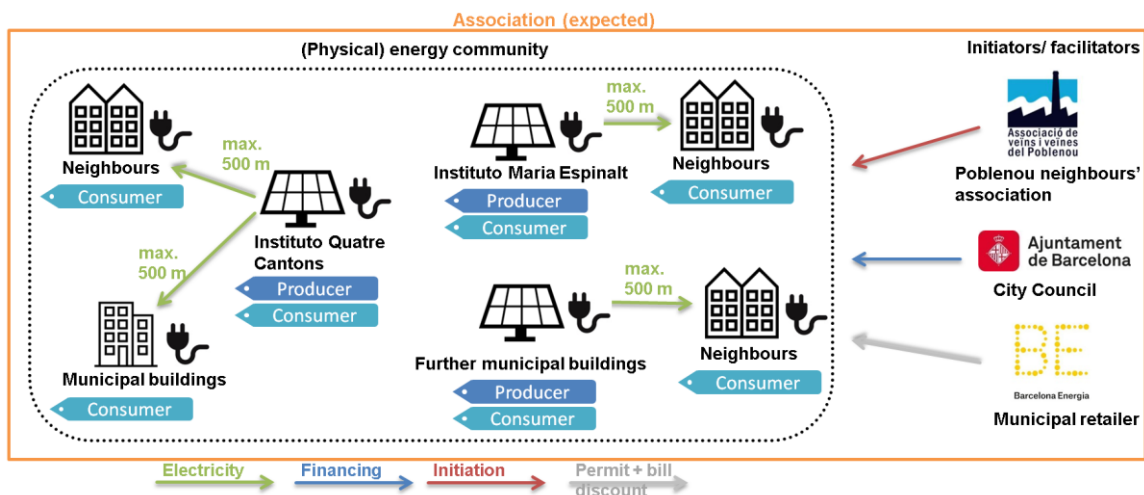 Association (expected)
(Physical) energy community
Initiators/ facilitators
max.
500 m
Neighbours
Consumer
max.
500 m
Municipal buildings
Consumer
Instituto Quatre
Cantons
Producer
Consumer
max.
500 m
Instituto Maria Espinalt
Producer
Consumer
Neighbours
Consumer
max.
500 m
Further municipal buildings
Producer
Consumer
Neighbours
Consumer
Associació de
veïns i veïnes
del Poblenou
Poblenou neighbours'
association
Ajuntament
de Barcelona
City Council
BE
Barcelona Energia
Municipal retailer
Electricity
Financing
Initiation
Permit + bill
discount